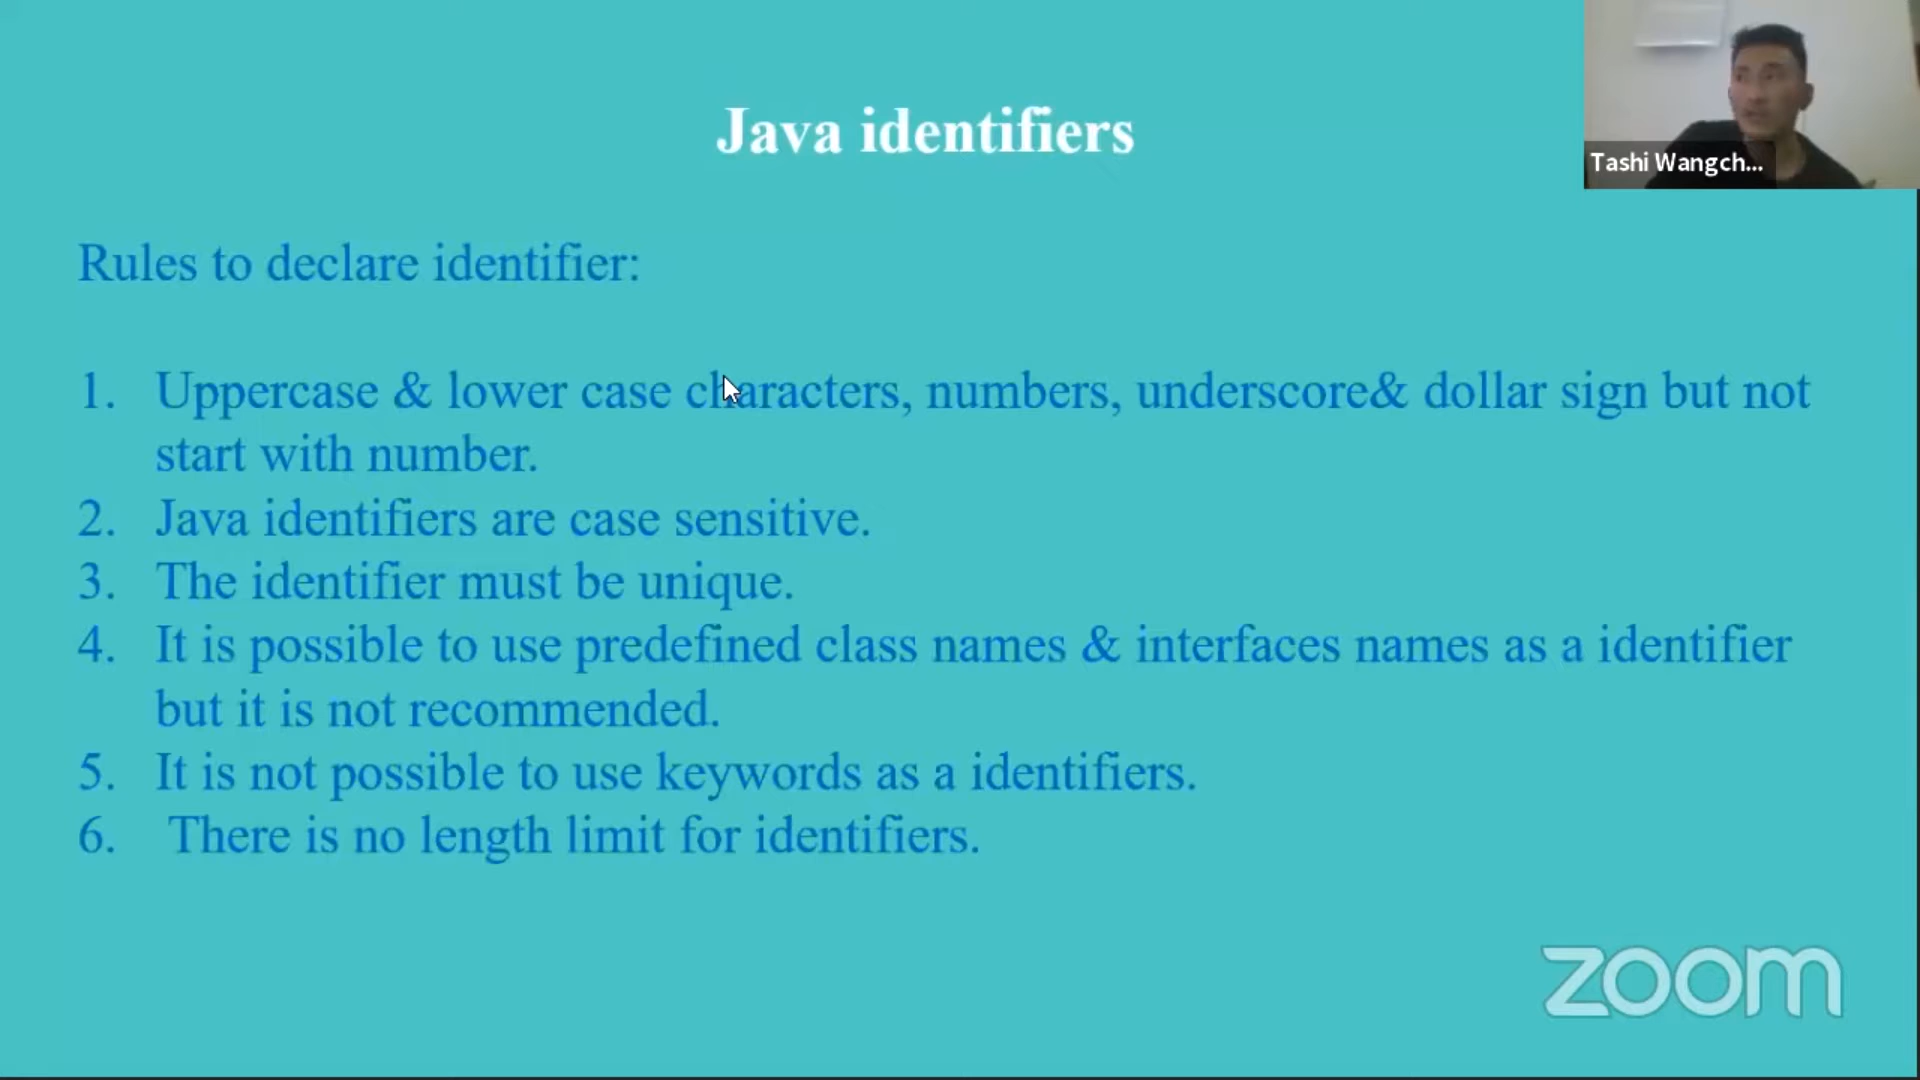 Java identifiers
Tashi Wangch...
Rules to declare identifier:
1. Uppercase & lower case characters, numbers, underscore& dollar sign but not
start with number.
2. Java identifiers are case sensitive.
3. The identifier must be unique.
4. It is possible to use predefined class names & interfaces names as a identifier
but it is not recommended.
5. It is not possible to use keywords as a identifiers.
6. There is no length limit for identifiers.
zoom